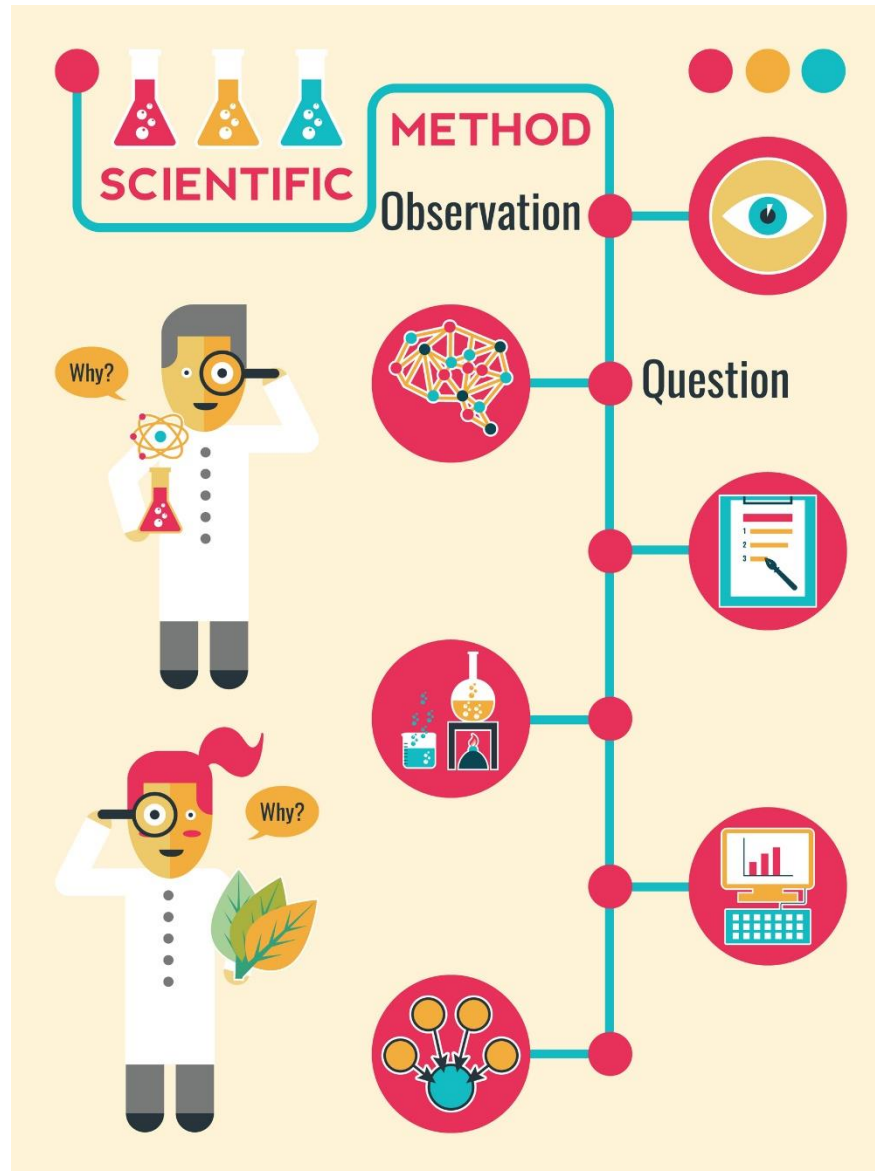 SCIENTIFIC
METHOD
Observation
Why?
Question
1
2
3
Why?